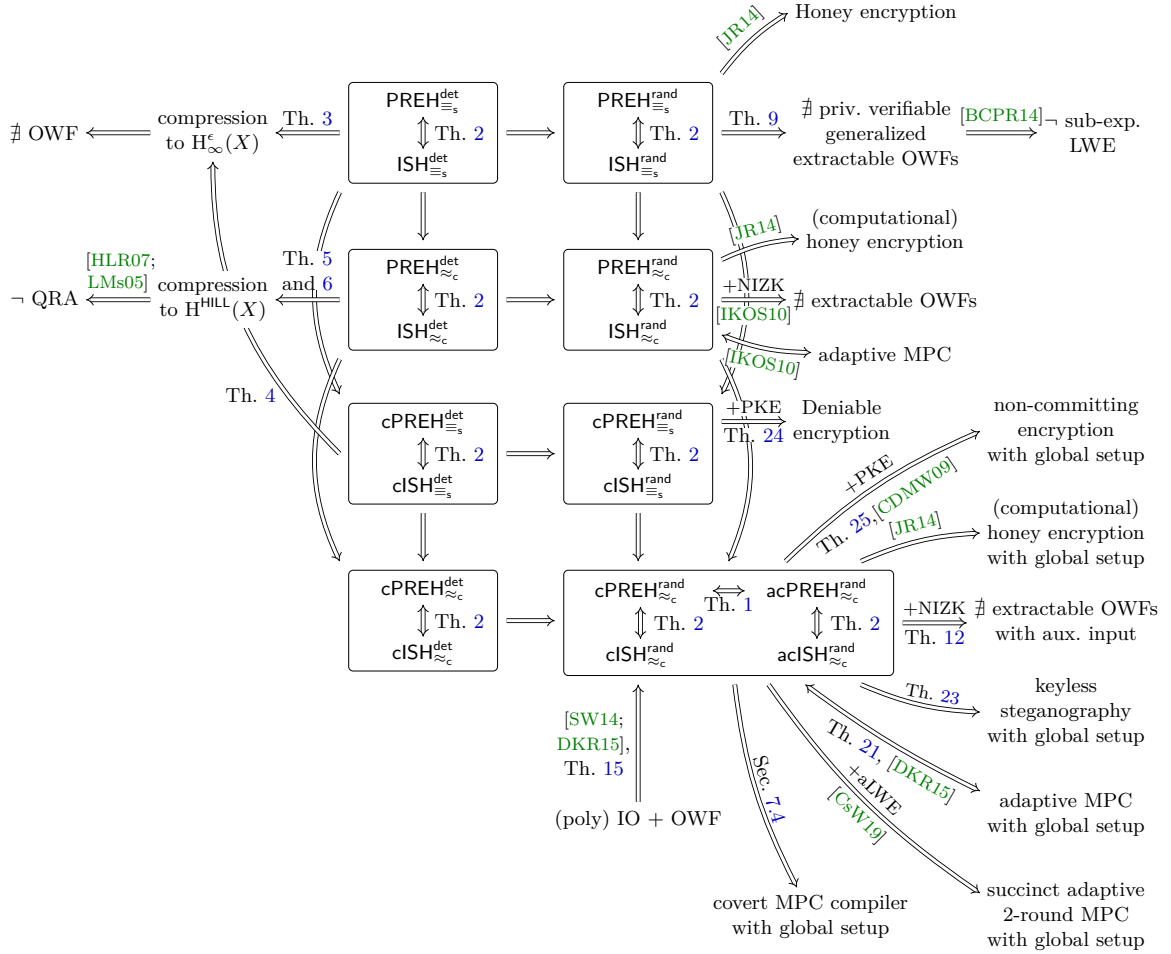 Honey encryption
[JR14]
PREH^det_≡s
Th. 2
ISH^det_≡s
PREH^rand_≡s
Th. 2
ISH^rand_≡s
∄ OWF
compression
to H^ϵ_∞(X)
Th. 3
Th. 9
∄ priv. verifiable
generalized
extractable OWFs
[BCPR14]
¬ sub-exp.
LWE
[JR14]
(computational)
honey encryption
¬ QRA
[HLR07;
LMs05]
compression
to H^HILL(X)
Th. 5
and 6
PREH^det_≈c
Th. 2
ISH^det_≈c
PREH^rand_≈c
Th. 2
ISH^rand_≈c
+NIZK
[IKOS10]
∄ extractable OWFs
[IKOS10]
adaptive MPC
Th. 4
cPREH^det_≡s
Th. 2
cISH^det_≡s
cPREH^rand_≡s
Th. 2
cISH^rand_≡s
+PKE
Th. 24
Deniable
encryption
+PKE
Th. 25,[CDMW09]
non-committing
encryption
with global setup
[JR14]
(computational)
honey encryption
with global setup
cPREH^det_≈c
Th. 2
cISH^det_≈c
cPREH^rand_≈c
Th. 2
cISH^rand_≈c
Th. 1
acPREH^rand_≈c
Th. 2
acISH^rand_≈c
+NIZK
Th. 12
∄ extractable OWFs
with aux. input
Th. 23
keyless
steganography
with global setup
[SW14;
DKR15],
Th. 15
(poly) IO + OWF
Sec. 7.4
covert MPC compiler
with global setup
Th. 21, [DKR15]
adaptive MPC
with global setup
+aLWE
[CsW19]
succinct adaptive
2-round MPC
with global setup